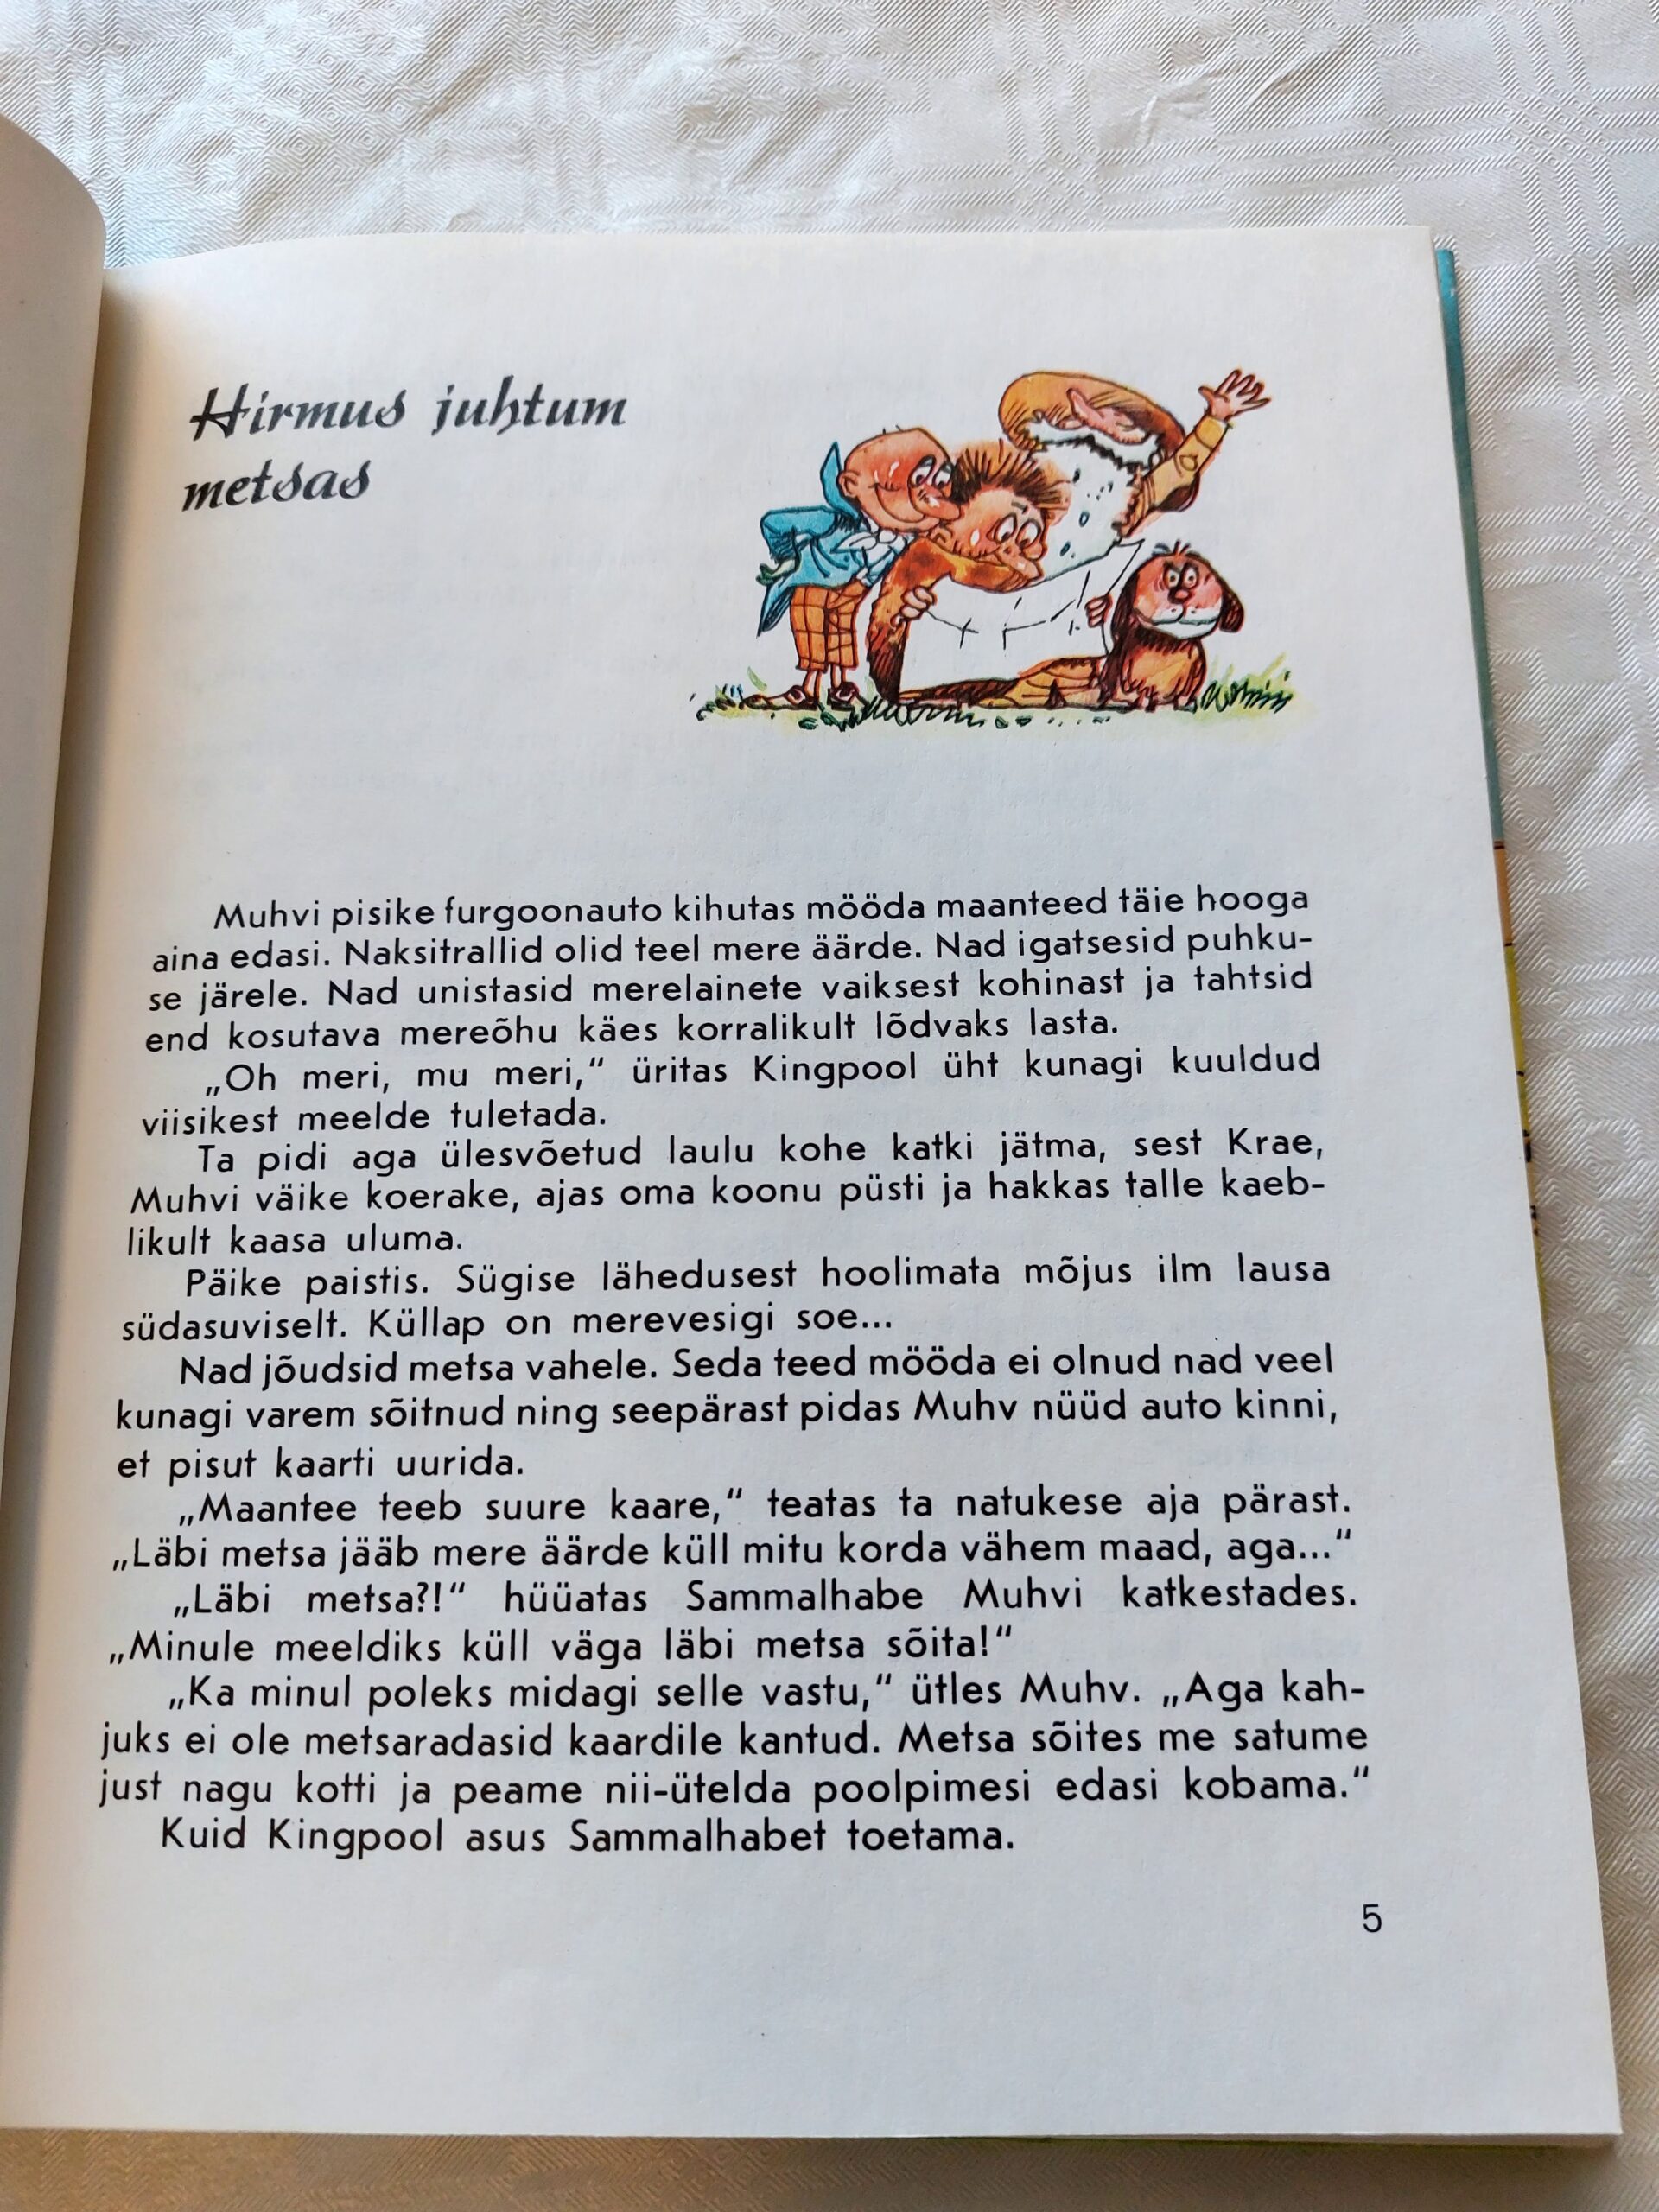 Hirmus juhtum
metsas
Muhvi pisike furgoonauto kihutas mööda maanteed täie hooga
aina edasi. Naksitrallid olid teel mere äärde. Nad igatsesid puhku-
se järele. Nad unistasid merelainete vaiksest kohinast ja tahtsid
end kosutava mereõhu käes korralikult lõdvaks lasta.
„Oh meri, mu meri,“ üritas Kingpool üht kunagi kuuldud
viisikest meelde tuletada.
Ta pidi aga ülesvõetud laulu kohe katki jätma, sest Krae,
Muhvi väike koerake, ajas oma koonu püsti ja hakkas talle kaeb-
likult kaasa uluma.
Päike paistis. Sügise lähedusest hoolimata mõjus ilm lausa
südasuviselt. Küllap on merevesigi soe...
Nad jõudsid metsa vahele. Seda teed mööda ei olnud nad veel
kunagi varem sõitnud ning seepärast pidas Muhv nüüd auto kinni,
et pisut kaarti uurida.
„Maantee teeb suure kaare,“ teatas ta natukese aja pärast.
„Läbi metsa jääb mere äärde küll mitu korda vähem maad, aga...“
„Läbi metsa?!“ hüüatas Sammalhabe Muhvi katkestades.
„Minule meeldiks küll väga läbi metsa sõita!“
„Ka minul poleks midagi selle vastu,“ ütles Muhv. „Aga kah-
juks ei ole metsaradasid kaardile kantud. Metsa sõites me satume
just nagu kotti ja peame nii-ütelda poolpimesi edasi kobama.“
Kuid Kingpool asus Sammalhabet toetama.
5